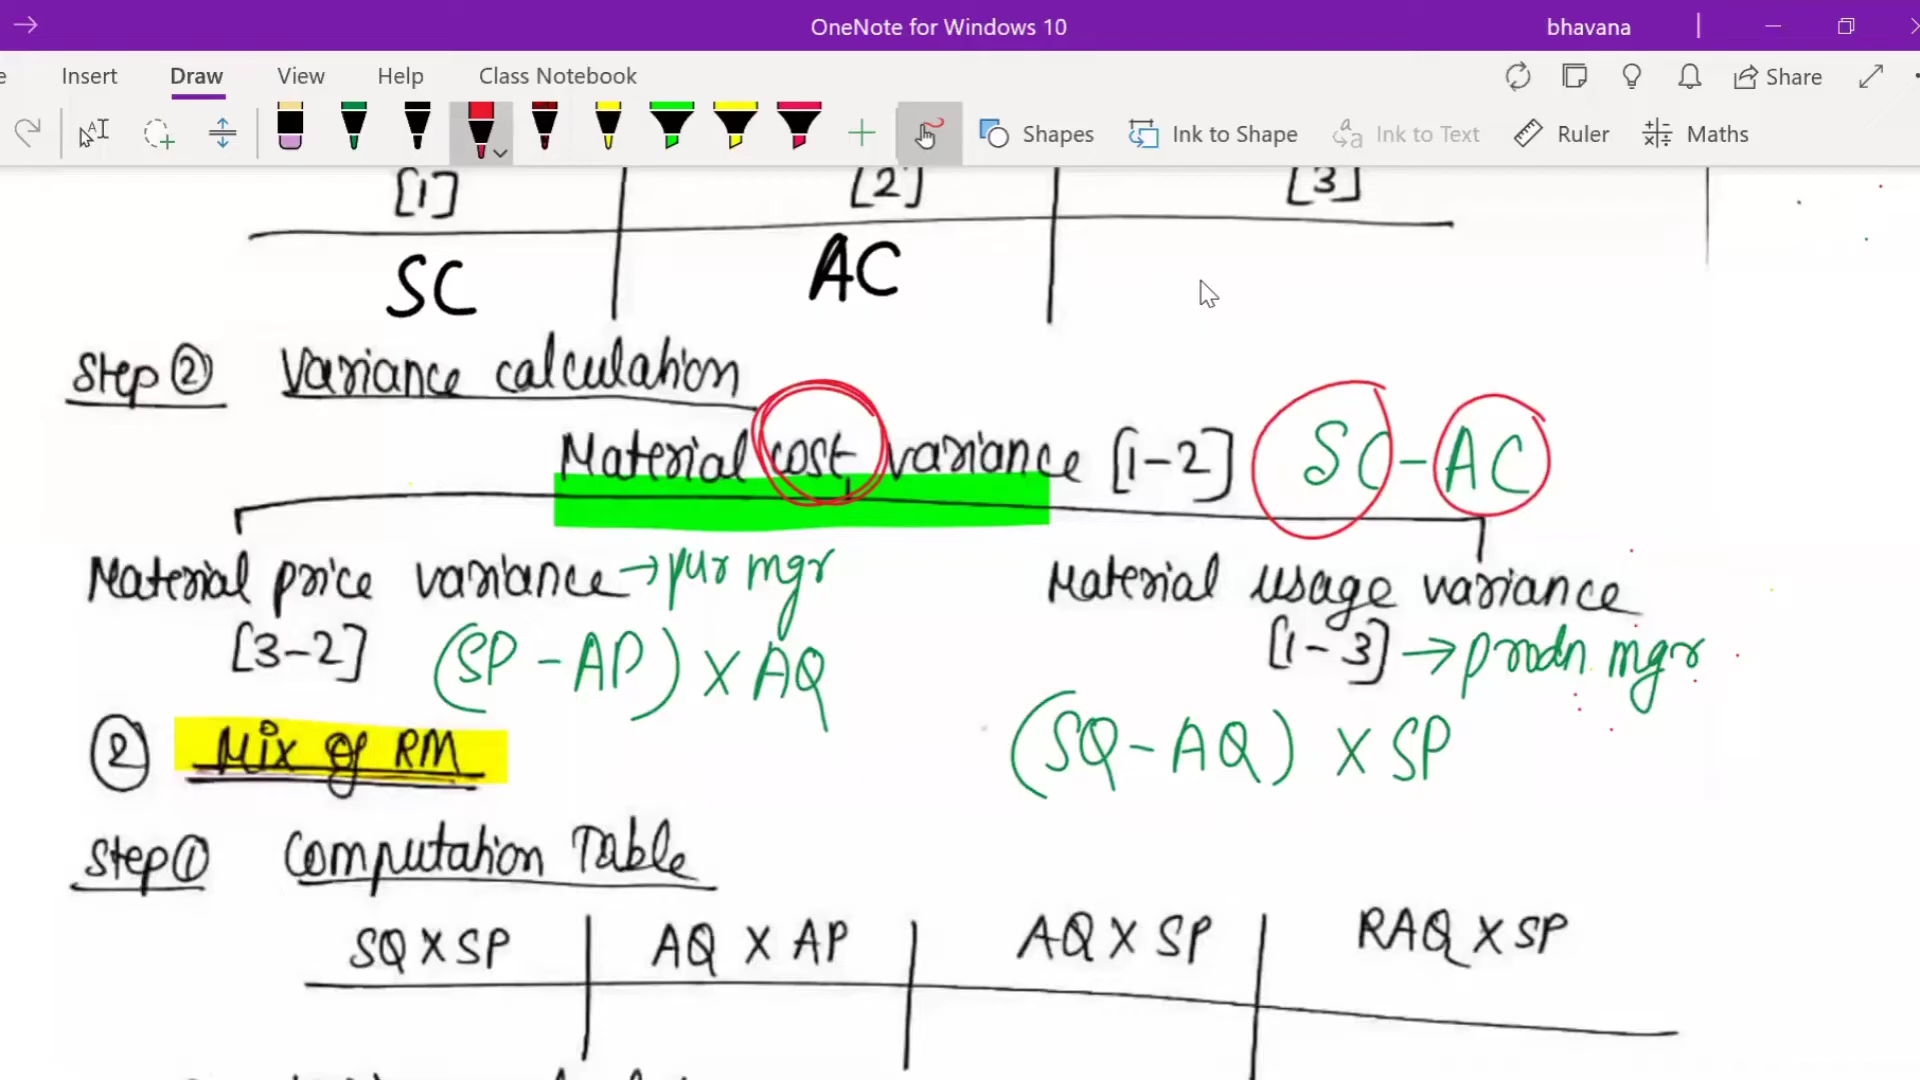 OneNote for Windows 10
bhavana
Insert Draw View Help Class Notebook
Share
Shapes Ink to Shape Ink to Text Ruler Maths
[1] [2] [3]
SC AC
Step ② Variance calculation
Material cost variance [1-2] SC-AC
Material price variance → pur mgr
Material usage variance
[3-2] (SP - AP) X AQ
[1-3] → prodn mgr
(SQ - AQ) X SP
② Mix of RM
Step ① Computation Table
SQ X SP AQ X AP AQ X SP RAQ X SP